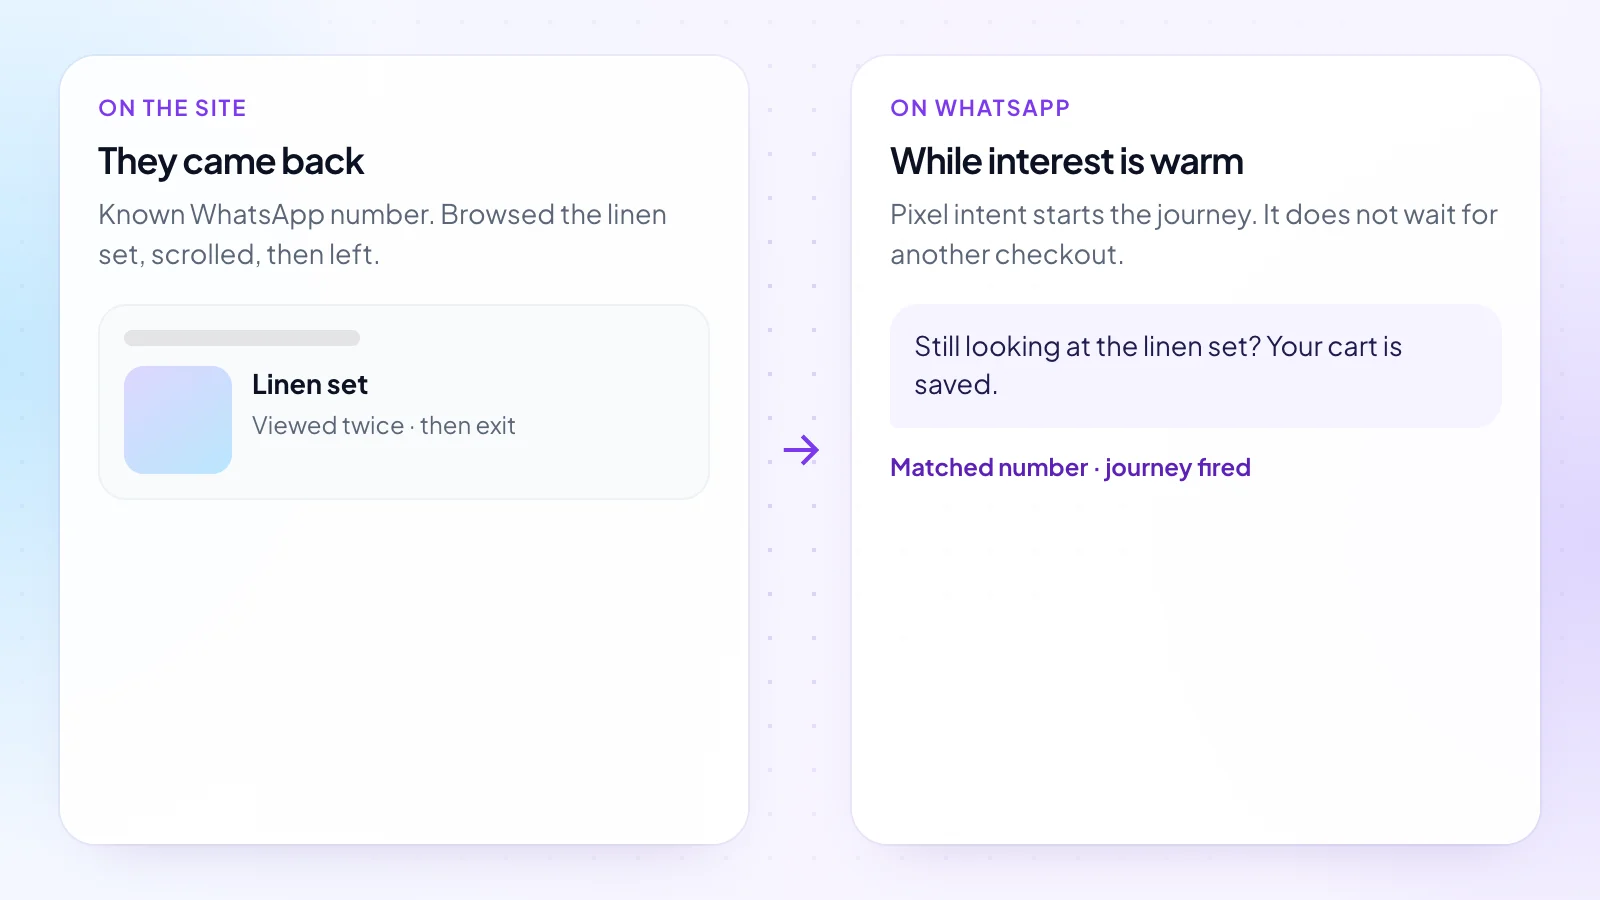 ON THE SITE
They came back
Known WhatsApp number. Browsed the linen
set, scrolled, then left.
Linen set
Viewed twice · then exit
→
ON WHATSAPP
While interest is warm
Pixel intent starts the journey. It does not wait for
another checkout.
Still looking at the linen set? Your cart is
saved.
Matched number · journey fired